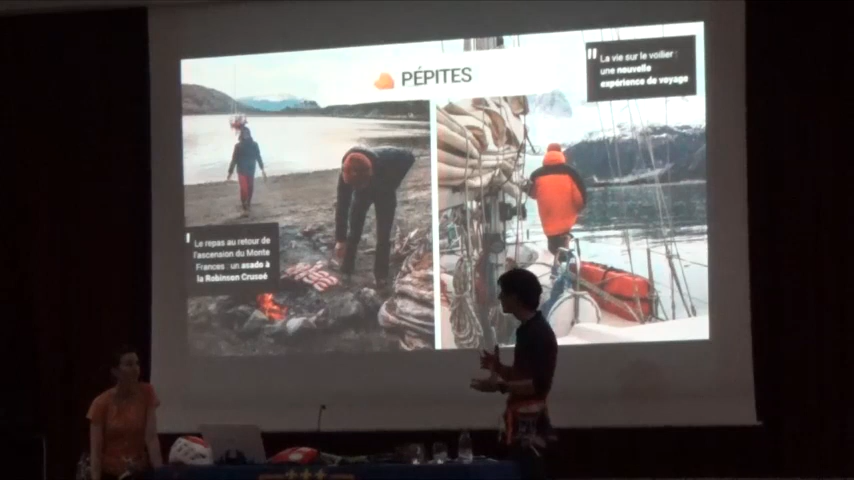 PÉPITES
La vie sur le voilier :
une nouvelle
expérience de voyage
Le repas au retour de
l'ascension du Monte
Frances : un asado à
la Robinson Crusoé